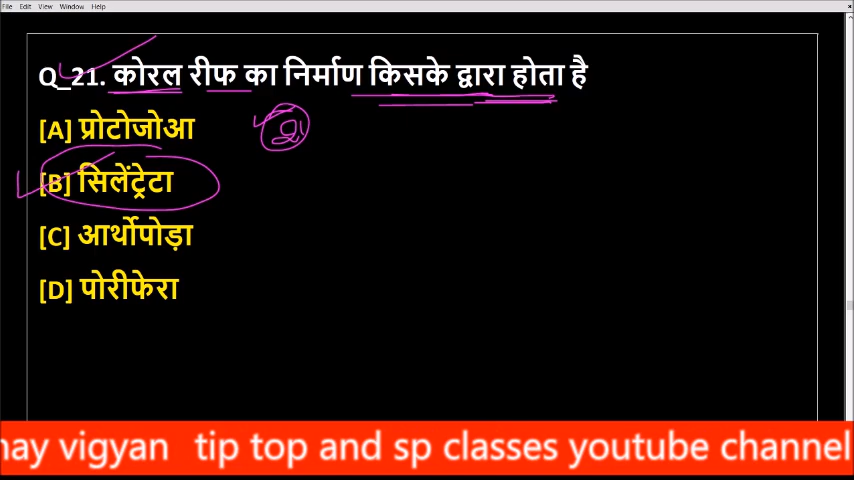 File Edit View Window Help
Q_21. कोरल रीफ का निर्माण किसके द्वारा होता है
[A] प्रोटोजोआ
[B] सिलेंट्रेटा
[C] आर्थोपोड़ा
[D] पोरीफेरा
nay vigyan tip top and sp classes youtube channel